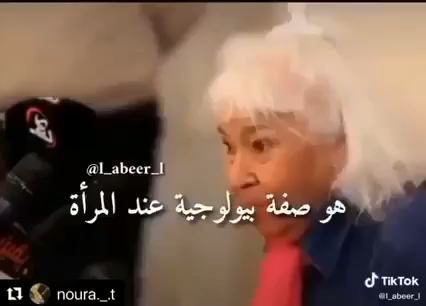 @l_abeer_l
هو صفة بيولوجية عند المرأة
noura._.t
TikTok
@l_abeer_l